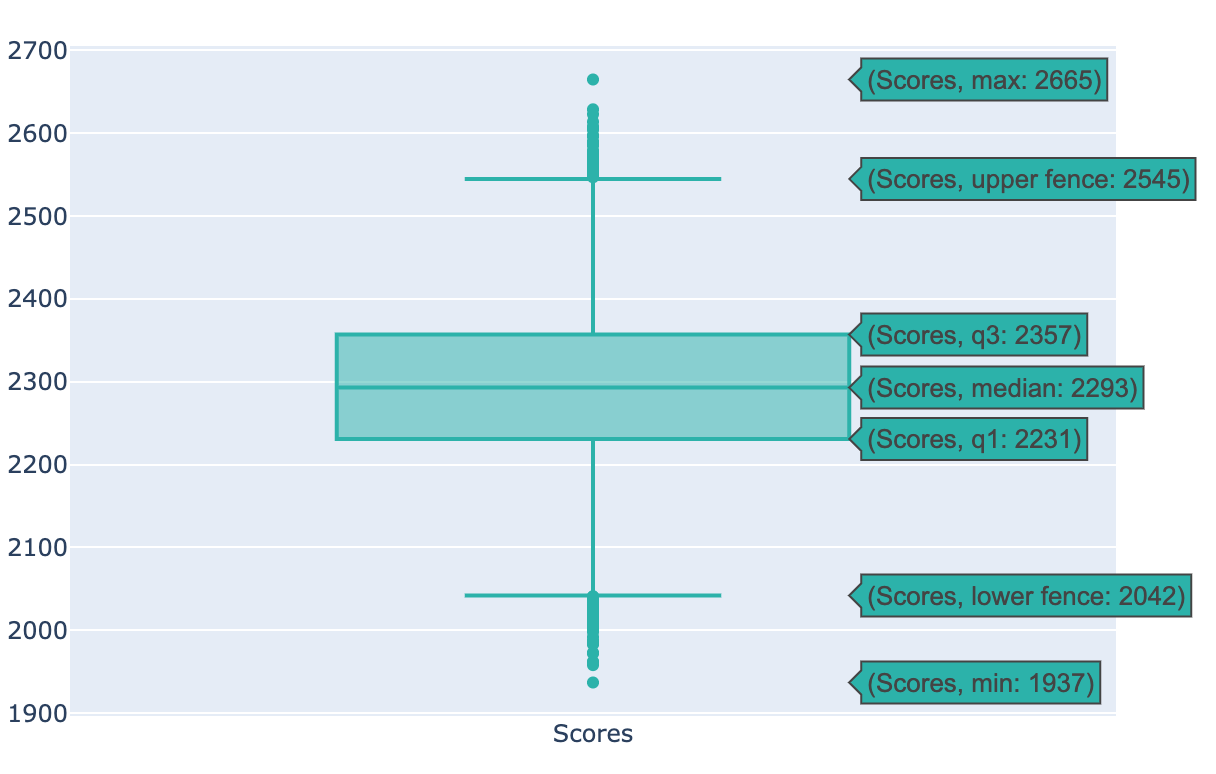 2700
(Scores, max: 2665)
2600
(Scores, upper fence: 2545)
2500
2400
(Scores, q3: 2357)
2300
(Scores, median: 2293)
(Scores, q1: 2231)
2200
2100
(Scores, lower fence: 2042)
2000
(Scores, min: 1937)
1900
Scores